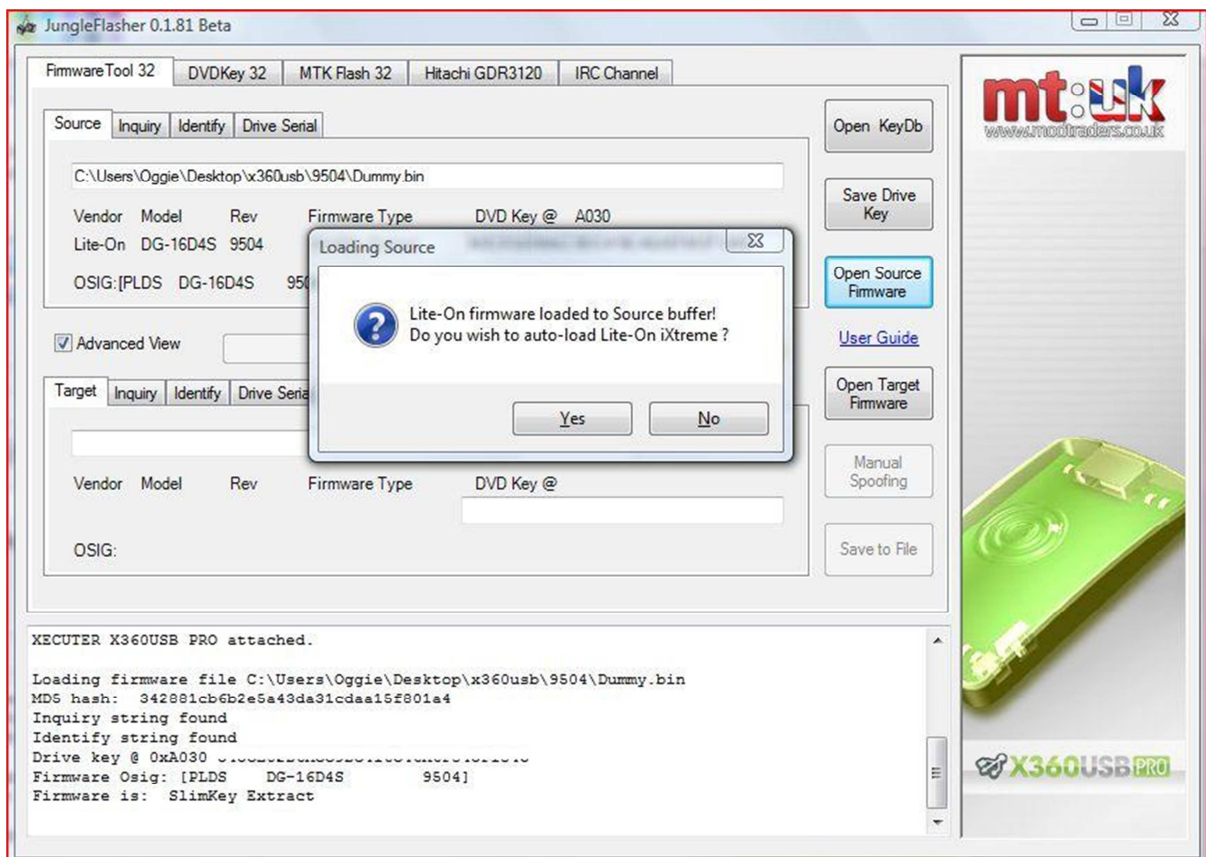 JungleFlasher 0.1.81 Beta
FirmwareTool 32 DVDKey 32 MTK Flash 32 Hitachi GDR3120 IRC Channel
Source Inquiry Identify Drive Serial
C:\Users\Oggie\Desktop\x360usb\9504\Dummy.bin
Vendor Model Rev Firmware Type DVD Key @ A030
Lite-On DG-16D4S 9504
OSIG:[PLDS DG-16D4S
Loading Source
Lite-On firmware loaded to Source buffer!
Do you wish to auto-load Lite-On iXtreme ?
Yes No
Advanced View
Target Inquiry Identify Drive
Vendor Model Rev Firmware Type DVD Key @
OSIG:
Open KeyDb
Save Drive
Key
Open Source
Firmware
User Guide
Open Target
Firmware
Manual
Spoofing
Save to File
mt:uk
www.modtraders.co.uk
X360USB PRO
XECUTER X360USB PRO attached.
Loading firmware file C:\Users\Oggie\Desktop\x360usb\9504\Dummy.bin
MD5 hash: 342881cb6b2e5a43da31cdaa15f801a4
Inquiry string found
Identify string found
Drive key @ 0xA030
Firmware Osig: [PLDS DG-16D4S 9504]
Firmware is: SlimKey Extract